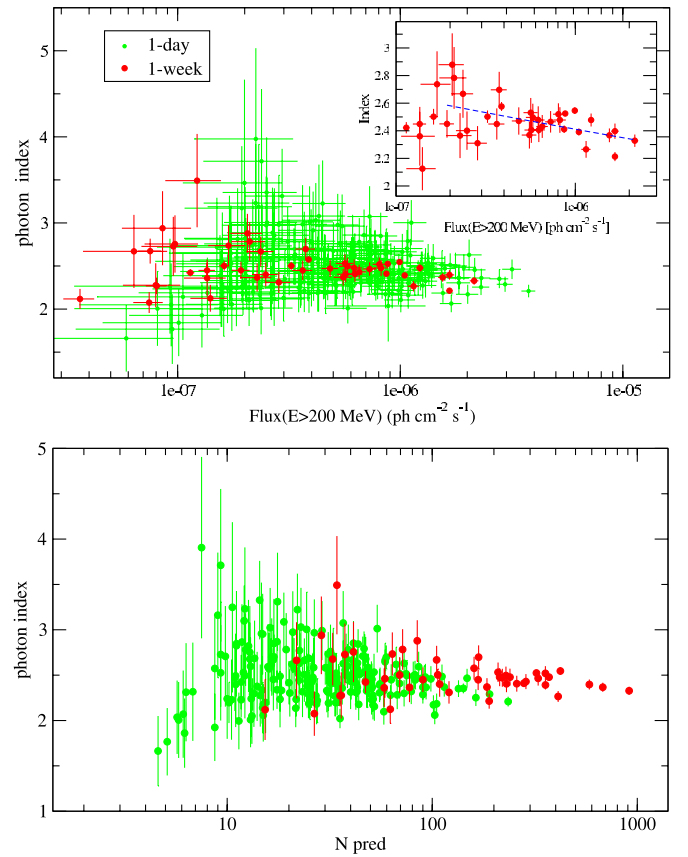 1-day
1-week
5
4
3
2
photon index
1e-07
1e-06
1e-05
Flux(E>200 MeV) (ph cm⁻² s⁻¹)
3
2.8
2.6
2.4
2.2
2
Index
1e-07
1e-06
Flux(E>200 MeV) [ph cm⁻² s⁻¹]
5
4
3
2
1
photon index
10
100
1000
N pred